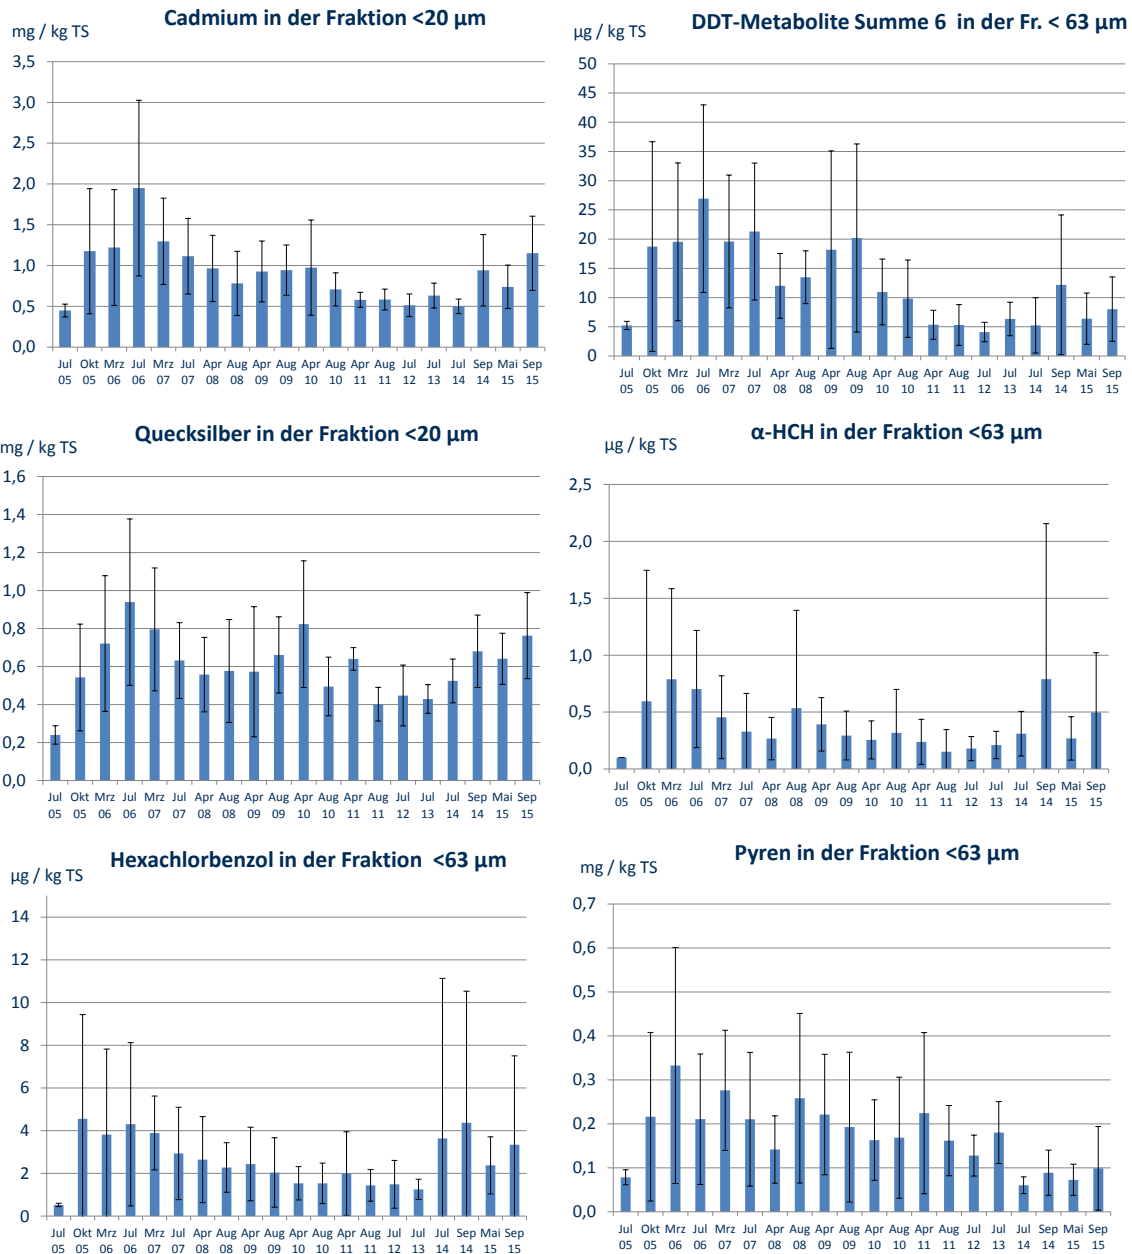 Cadmium in der Fraktion <20 µm
mg / kg TS
3,5
3,0
2,5
2,0
1,5
1,0
0,5
0,0
Jul Okt Mrz Jul Mrz Jul Apr Aug Apr Aug Apr Aug Apr Aug Jul Jul Jul Sep Mai Sep
05 05 06 06 07 07 08 08 09 09 10 10 11 11 12 13 14 14 15 15
DDT-Metabolite Summe 6 in der Fr. < 63 µm
µg / kg TS
50
45
40
35
30
25
20
15
10
5
0
Jul Okt Mrz Jul Mrz Jul Apr Aug Apr Aug Apr Aug Apr Aug Jul Jul Jul Sep Mai Sep
05 05 06 06 07 07 08 08 09 09 10 10 11 11 12 13 14 14 15 15
Quecksilber in der Fraktion <20 µm
mg / kg TS
1,6
1,4
1,2
1,0
0,8
0,6
0,4
0,2
0,0
Jul Okt Mrz Jul Mrz Jul Apr Aug Apr Aug Apr Aug Apr Aug Jul Jul Jul Sep Mai Sep
05 05 06 06 07 07 08 08 09 09 10 10 11 11 12 13 14 14 15 15
α-HCH in der Fraktion <63 µm
µg / kg TS
2,5
2,0
1,5
1,0
0,5
0,0
Jul Okt Mrz Jul Mrz Jul Apr Aug Apr Aug Apr Aug Apr Aug Jul Jul Jul Sep Mai Sep
05 05 06 06 07 07 08 08 09 09 10 10 11 11 12 13 14 14 15 15
Hexachlorbenzol in der Fraktion <63 µm
µg / kg TS
14
12
10
8
6
4
2
0
Jul Okt Mrz Jul Mrz Jul Apr Aug Apr Aug Apr Aug Apr Aug Jul Jul Jul Sep Mai Sep
05 05 06 06 07 07 08 08 09 09 10 10 11 11 12 13 14 14 15 15
Pyren in der Fraktion <63 µm
mg / kg TS
0,7
0,6
0,5
0,4
0,3
0,2
0,1
0,0
Jul Okt Mrz Jul Mrz Jul Apr Aug Apr Aug Apr Aug Apr Aug Jul Jul Jul Sep Mai Sep
05 05 06 06 07 07 08 08 09 09 10 10 11 11 12 13 14 14 15 15